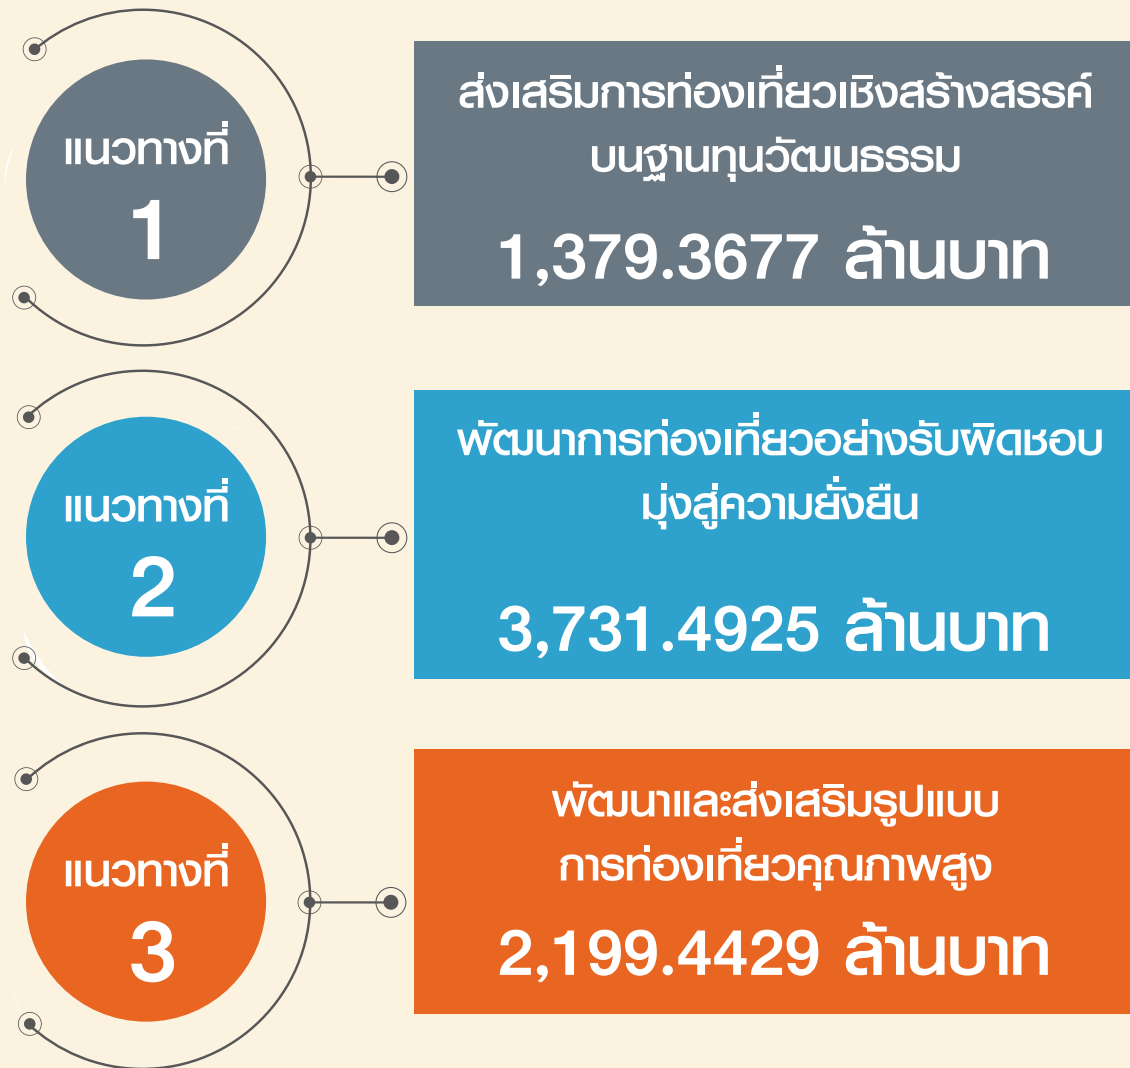 แนวทางที่
1
ส่งเสริมการท่องเที่ยวเชิงสร้างสรรค์
บนฐานทุนวัฒนธรรม
1,379.3677 ล้านบาท
แนวทางที่
2
พัฒนาการท่องเที่ยวอย่างรับผิดชอบ
มุ่งสู่ความยั่งยืน
3,731.4925 ล้านบาท
แนวทางที่
3
พัฒนาและส่งเสริมรูปแบบ
การท่องเที่ยวคุณภาพสูง
2,199.4429 ล้านบาท